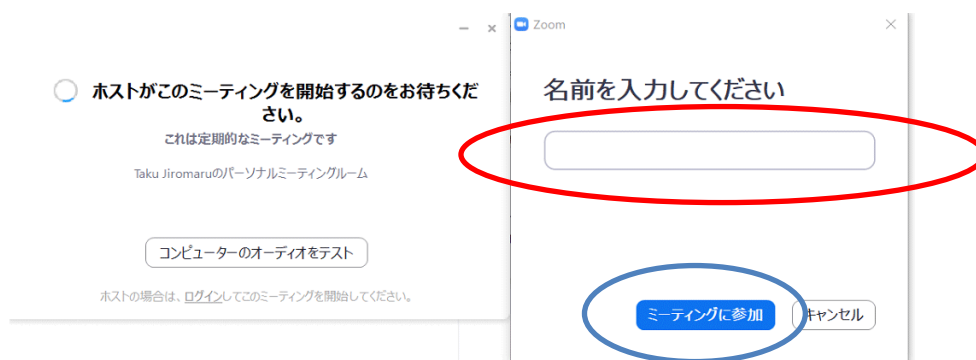 ホストがこのミーティングを開始するのをお待ちくだ
さい。
これは定期的なミーティングです
Taku Jiromaruのパーソナルミーティングルーム
コンピューターのオーディオをテスト
ホストの場合は、ログインしてこのミーティングを開始してください。
Zoom
名前を入力してください
ミーティングに参加
キャンセル